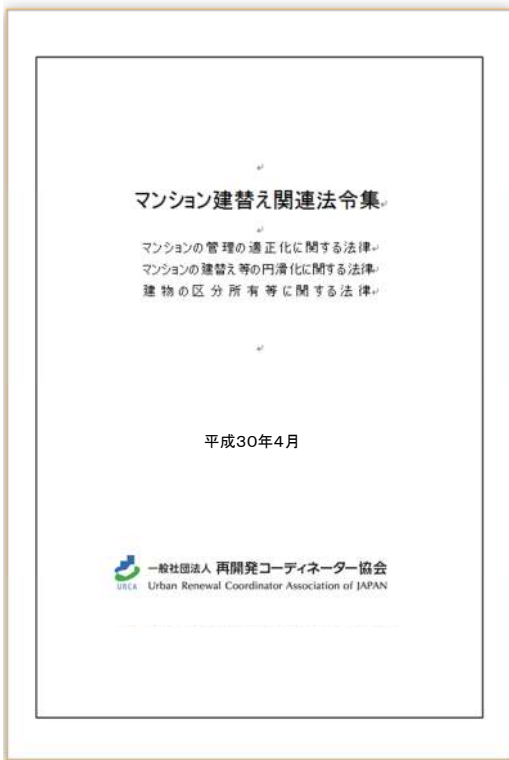 マンション建替え関連法令集
マンションの管理の適正化に関する法律
マンションの建替え等の円滑化に関する法律
建物の区分所有等に関する法律
平成30年4月
一般社団法人 再開発コーディネーター協会
URCA Urban Renewal Coordinator Association of JAPAN